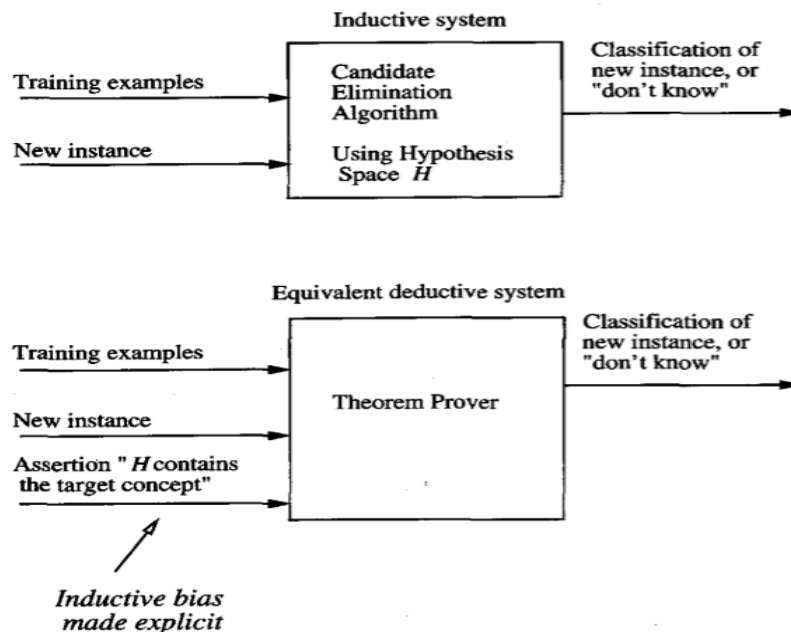 Inductive system
Training examples
New instance
Candidate
Elimination
Algorithm
Using Hypothesis
Space H
Classification of
new instance, or
"don't know"
Equivalent deductive system
Training examples
New instance
Assertion "H contains
the target concept"
Theorem Prover
Classification of
new instance, or
"don't know"
Inductive bias
made explicit